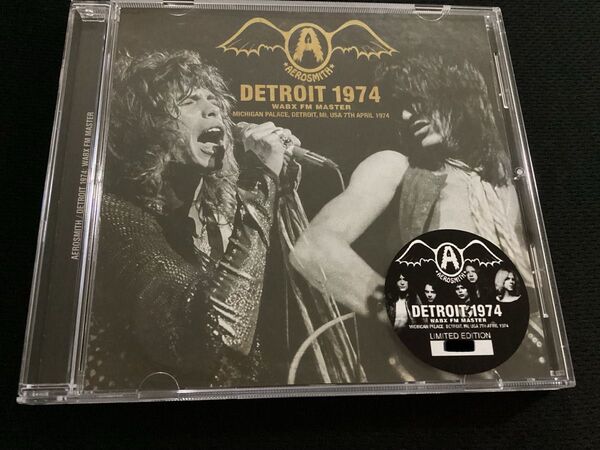 AEROSMITH / DETROIT 1974: WABX FM MASTER
A
AEROSMITH
DETROIT 1974
WABX FM MASTER
MICHIGAN PALACE, DETROIT, MI, USA 7TH APRIL 1974
A
AEROSMITH
DETROIT 1974
WABX FM MASTER
MICHIGAN PALACE, DETROIT, MI, USA 7TH APRIL 1974
LIMITED EDITION